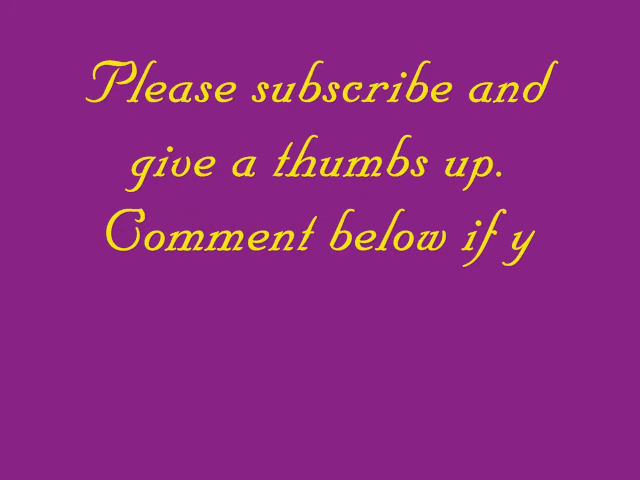 Please subscribe and
give a thumbs up.
Comment below if y